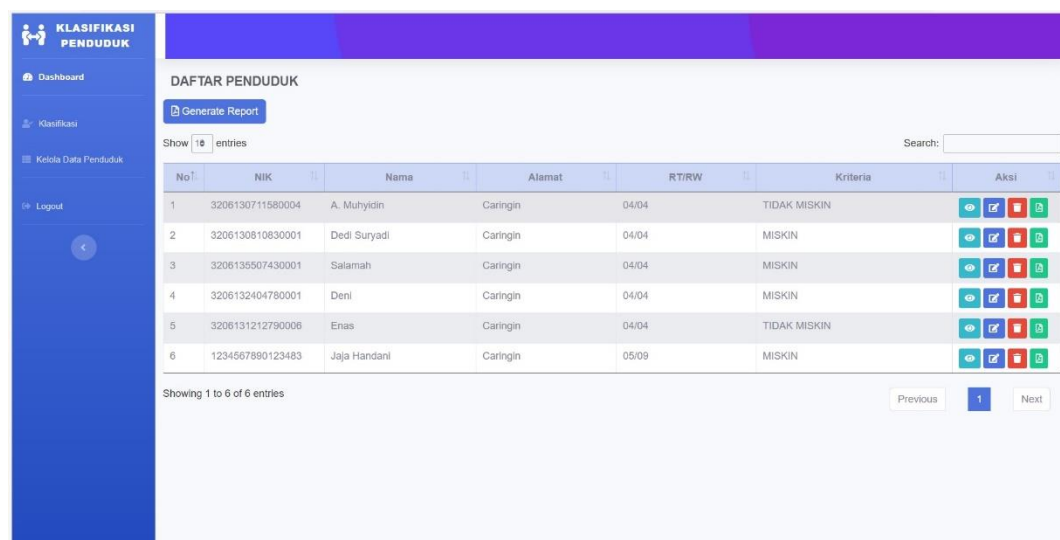 KLASIFIKASI
PENDUDUK
Dashboard
Klasifikasi
Kelola Data Penduduk
Logout
DAFTAR PENDUDUK
Generate Report
Show 10 entries
Search:
No NIK Nama Alamat RT/RW Kriteria Aksi
1 3206130711580004 A. Muhyidin Caringin 04/04 TIDAK MISKIN
2 3206130810830001 Dedi Suryadi Caringin 04/04 MISKIN
3 3206135507430001 Salamah Caringin 04/04 MISKIN
4 3206132404780001 Deni Caringin 04/04 MISKIN
5 3206131212790006 Enas Caringin 04/04 TIDAK MISKIN
6 1234567890123483 Jaja Handani Caringin 05/09 MISKIN
Showing 1 to 6 of 6 entries
Previous 1 Next